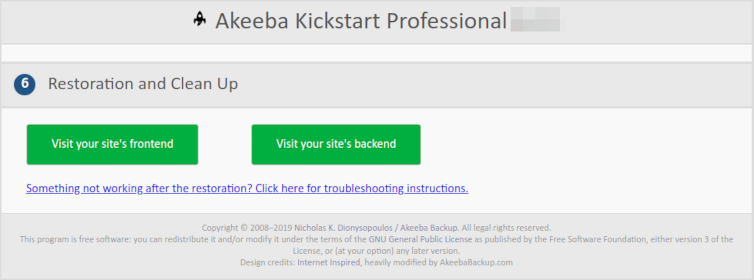 Akeeba Kickstart Professional
6 Restoration and Clean Up
Visit your site's frontend Visit your site's backend
Something not working after the restoration? Click here for troubleshooting instructions.
Copyright © 2008–2019 Nicholas K. Dionysopoulos / Akeeba Backup. All legal rights reserved.
This program is free software: you can redistribute it and/or modify it under the terms of the GNU General Public License as published by the Free Software Foundation, either version 3 of the
License, or (at your option) any later version.
Design credits: Internet Inspired, heavily modified by AkeebaBackup.com